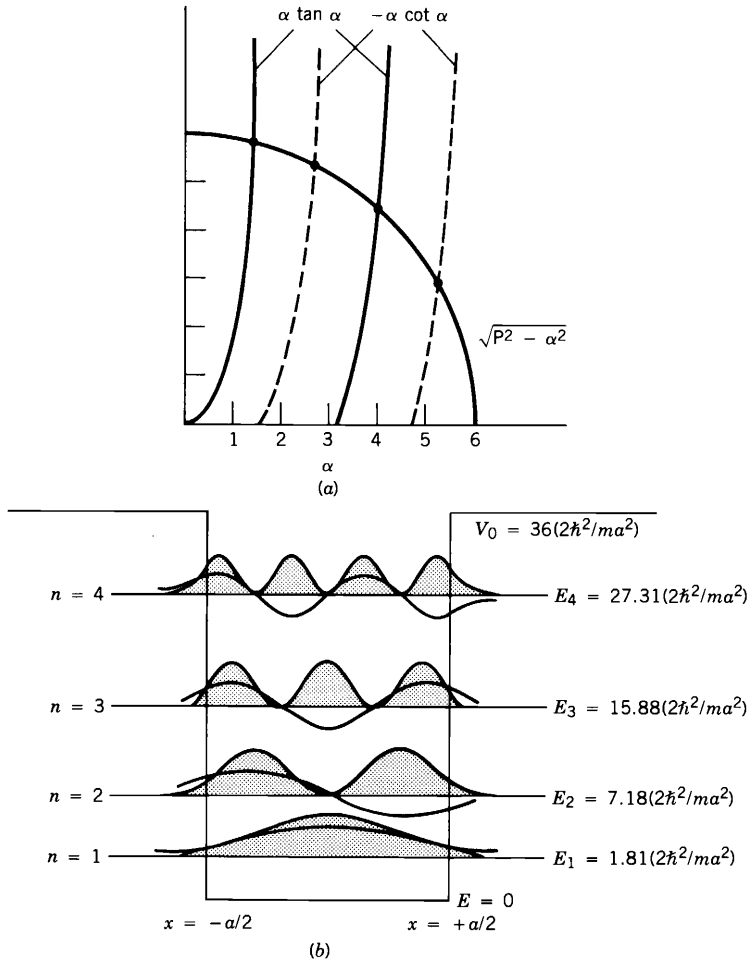 α tan α −α cot α
√P² − α²
1 2 3 4 5 6
α
(a)
V₀ = 36(2ℏ²/ma²)
n = 4 E₄ = 27.31(2ℏ²/ma²)
n = 3 E₃ = 15.88(2ℏ²/ma²)
n = 2 E₂ = 7.18(2ℏ²/ma²)
n = 1 E₁ = 1.81(2ℏ²/ma²)
E = 0
x = −a/2 x = +a/2
(b)